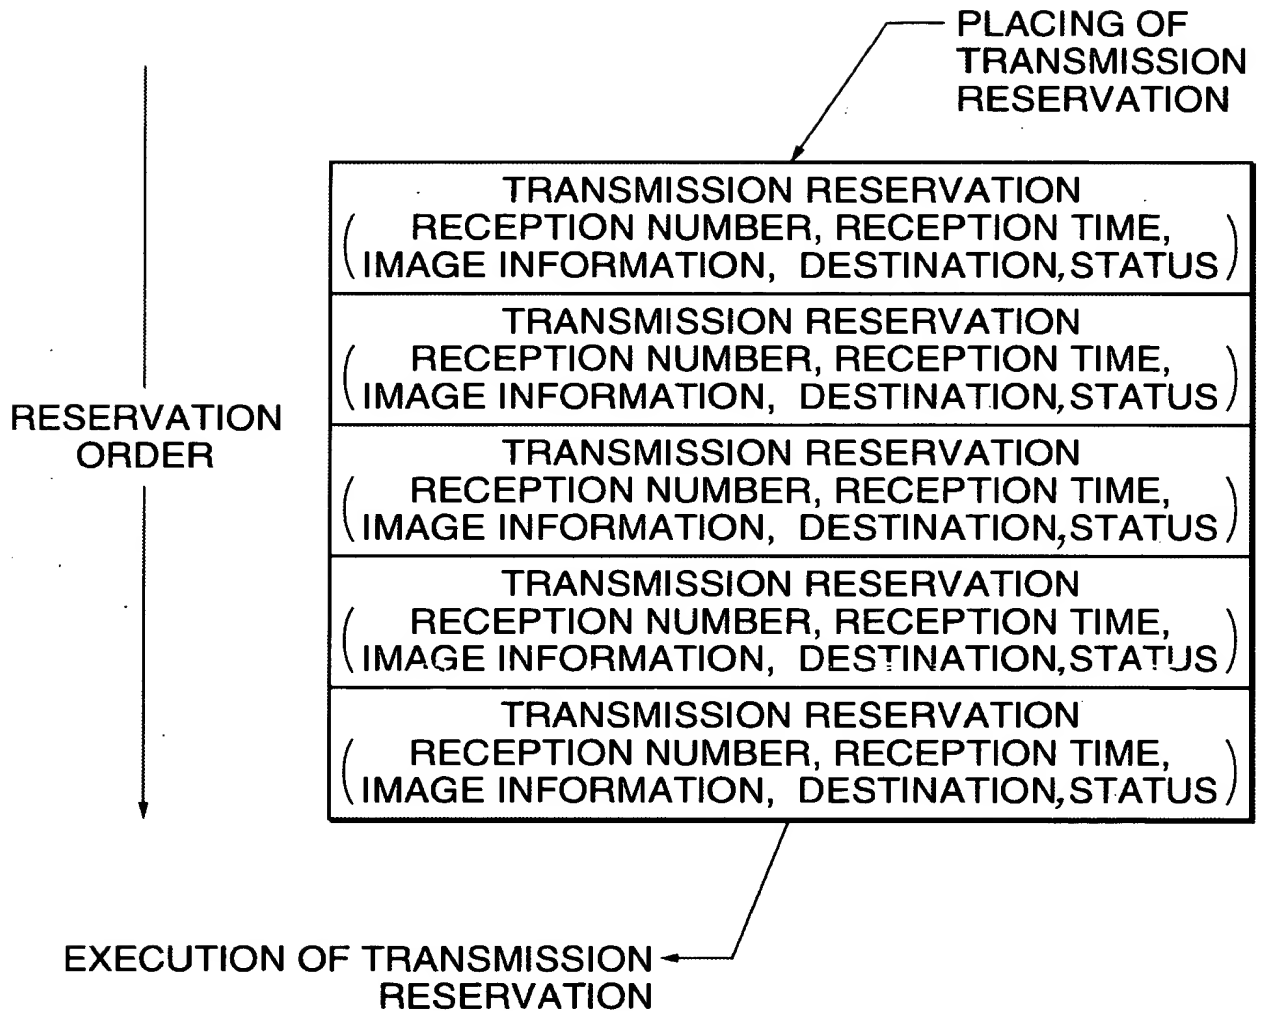 PLACING OF
TRANSMISSION
RESERVATION
TRANSMISSION RESERVATION
(RECEPTION NUMBER, RECEPTION TIME,
IMAGE INFORMATION, DESTINATION, STATUS)
TRANSMISSION RESERVATION
(RECEPTION NUMBER, RECEPTION TIME,
IMAGE INFORMATION, DESTINATION, STATUS)
RESERVATION
ORDER
TRANSMISSION RESERVATION
(RECEPTION NUMBER, RECEPTION TIME,
IMAGE INFORMATION, DESTINATION, STATUS)
TRANSMISSION RESERVATION
(RECEPTION NUMBER, RECEPTION TIME,
IMAGE INFORMATION, DESTINATION, STATUS)
TRANSMISSION RESERVATION
(RECEPTION NUMBER, RECEPTION TIME,
IMAGE INFORMATION, DESTINATION, STATUS)
EXECUTION OF TRANSMISSION
RESERVATION